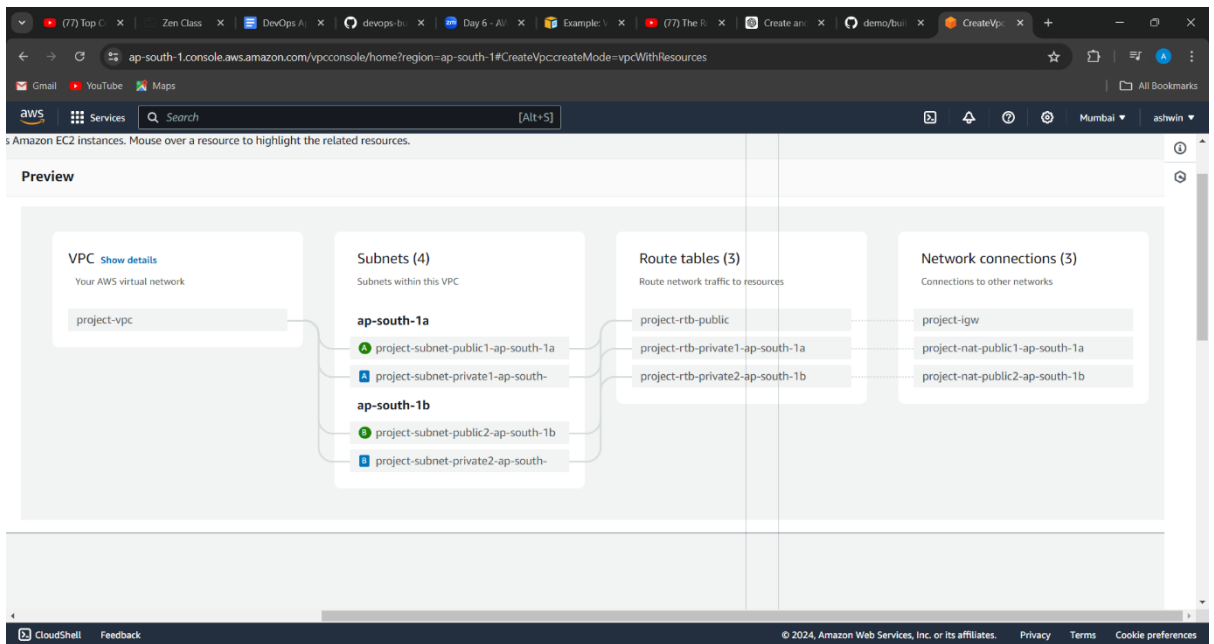 (77) Top C
Zen Class
DevOps A
devops-bu
Day 6 - AW
Example: V
(77) The R
Create and
demo/buil
CreateVpc
ap-south-1.console.aws.amazon.com/vpcconsole/home?region=ap-south-1#CreateVpc:createMode=vpcWithResources
Gmail
YouTube
Maps
All Bookmarks
aws
Services
Search
[Alt+S]
Mumbai
ashwin
s Amazon EC2 instances. Mouse over a resource to highlight the related resources.
Preview
VPC Show details
Your AWS virtual network
project-vpc
Subnets (4)
Subnets within this VPC
ap-south-1a
A project-subnet-public1-ap-south-1a
A project-subnet-private1-ap-south-
ap-south-1b
B project-subnet-public2-ap-south-1b
B project-subnet-private2-ap-south-
Route tables (3)
Route network traffic to resources
project-rtb-public
project-rtb-private1-ap-south-1a
project-rtb-private2-ap-south-1b
Network connections (3)
Connections to other networks
project-igw
project-nat-public1-ap-south-1a
project-nat-public2-ap-south-1b
CloudShell
Feedback
© 2024, Amazon Web Services, Inc. or its affiliates.
Privacy
Terms
Cookie preferences